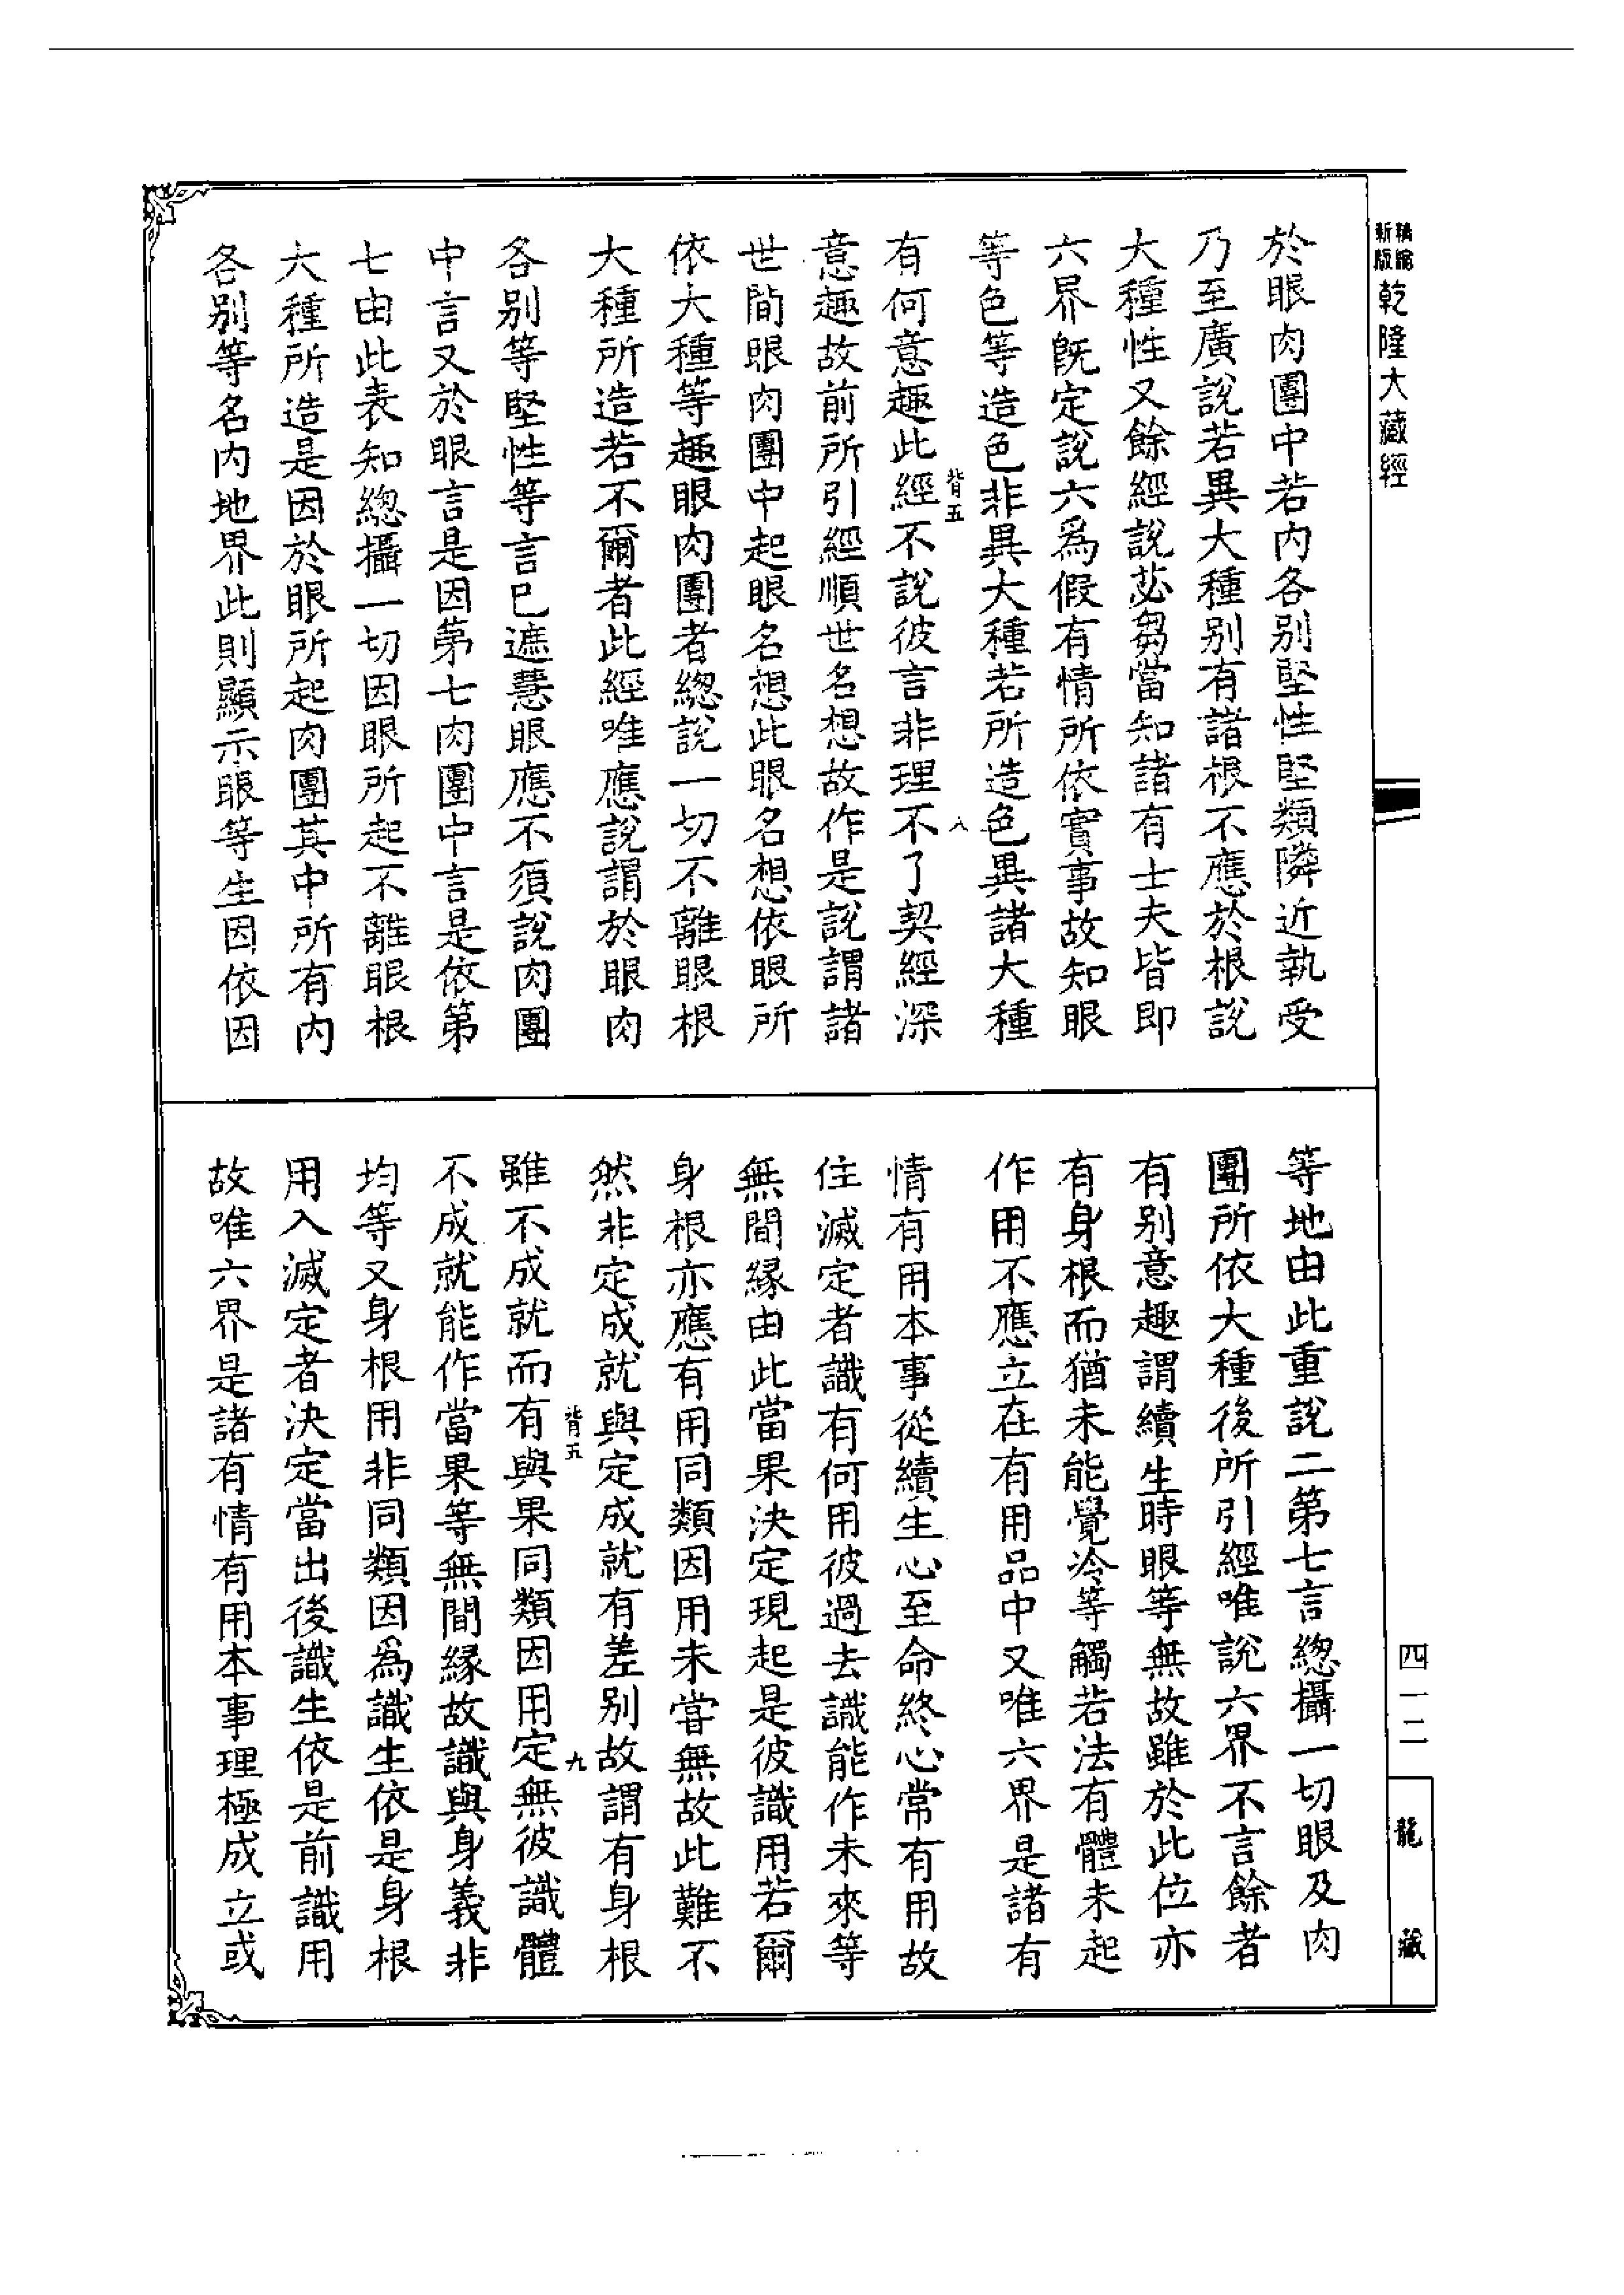 精縮
新版
乾隆大藏經
於眼肉團中若內各別堅性堅類隣近執受
乃至廣說若異大種別有諸根不應於根說
大種性又餘經說苾芻當知諸有士夫皆即
六界既定說六爲假有情所依實事故知眼
等色等造色非異大種若所造色異諸大種
背五
八
有何意趣此經不說彼言非理不了契經深
意趣故前所引經順世名想故作是說謂諸
世間眼肉團中起眼名想此眼名想依眼所
依大種等趣眼肉團者總說一切不離眼根
大種所造若不爾者此經唯應說謂於眼肉
各別等堅性等言已遮慧眼應不須說肉團
中言又於眼言是因第七肉團中言是依第
七由此表知總攝一切因眼所起不離眼根
大種所造是因於眼所起肉團其中所有內
各別等名內地界此則顯示眼等生因依因
等地由此重說二第七言總攝一切眼及肉
團所依大種後所引經唯說六界不言餘者
有別意趣謂續生時眼等無故雖於此位亦
有身根而猶未能覺冷等觸若法有體未起
作用不應立在有用品中又唯六界是諸有
情有用本事從續生心至命終心常有用故
住滅定者識有何用彼過去識能作未來等
無間緣由此當果決定現起是彼識用若爾
身根亦應有用同類因用未甞無故此難不
然非定成就與定成就有差別故謂有身根
背五
九
雖不成就而有與果同類因用定無彼識體
不成就能作當果等無間緣故識與身義非
均等又身根用非同類因爲識生依是身根
用入滅定者決定當出後識生依是前識用
故唯六界是諸有情有用本事理極成立或
四一二
龍藏